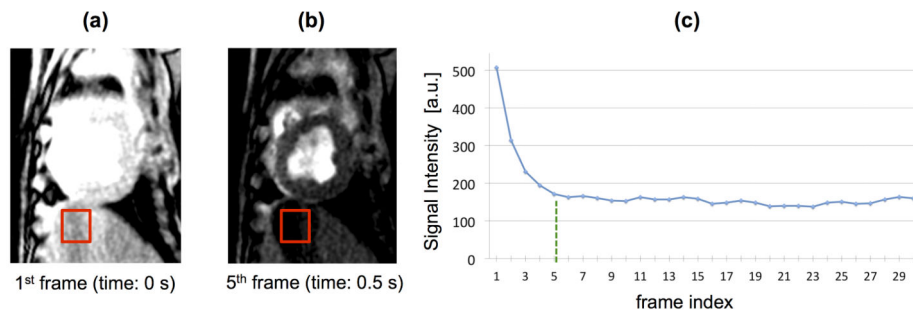 (a)
(b)
(c)
1st frame (time: 0 s)
5th frame (time: 0.5 s)
Signal Intensity [a.u.]
500
400
300
200
100
0
1 3 5 7 9 11 13 15 17 19 21 23 25 27 29
frame index